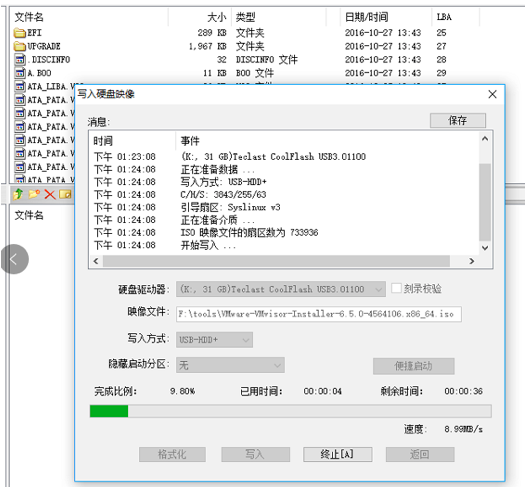 文件名 大小 类型 日期/时间 LBA
EFI 289 KB 文件夹 2016-10-27 13:43 25
UPGRADE 1,967 KB 文件夹 2016-10-27 13:43 27
.DISCINFO 32 DISCINFO 文件 2016-10-27 13:43 28
A.BOO 11 KB BOO 文件 2016-10-27 13:43 29
ATA_LIBA.V00
ATA_PATA.
ATA_PATA.
ATA_PATA.
ATA_PATA.
ATA_PATA.
ATA_PATA.
ATA_PATA.
文件名
写入硬盘映像
消息:
保存
时间 事件
下午 01:23:08 (K:, 31 GB)Teclast CoolFlash USB3.01100
下午 01:24:08 正在准备数据 ...
下午 01:24:08 写入方式: USB-HDD+
下午 01:24:08 C/H/S: 3843/255/63
下午 01:24:08 引导扇区: Syslinux v3
下午 01:24:08 正在准备介质 ...
下午 01:24:08 ISO 映像文件的扇区数为 733936
下午 01:24:08 开始写入 ...
硬盘驱动器: (K:, 31 GB)Teclast CoolFlash USB3.01100 刻录校验
映像文件: F:\tools\VMware-VMvisor-Installer-6.5.0-4564106.x86_64.iso
写入方式: USB-HDD+
隐藏启动分区: 无 便捷启动
完成比例: 9.80% 已用时间: 00:00:04 剩余时间: 00:00:36
速度: 8.99MB/s
格式化 写入 终止[A] 返回